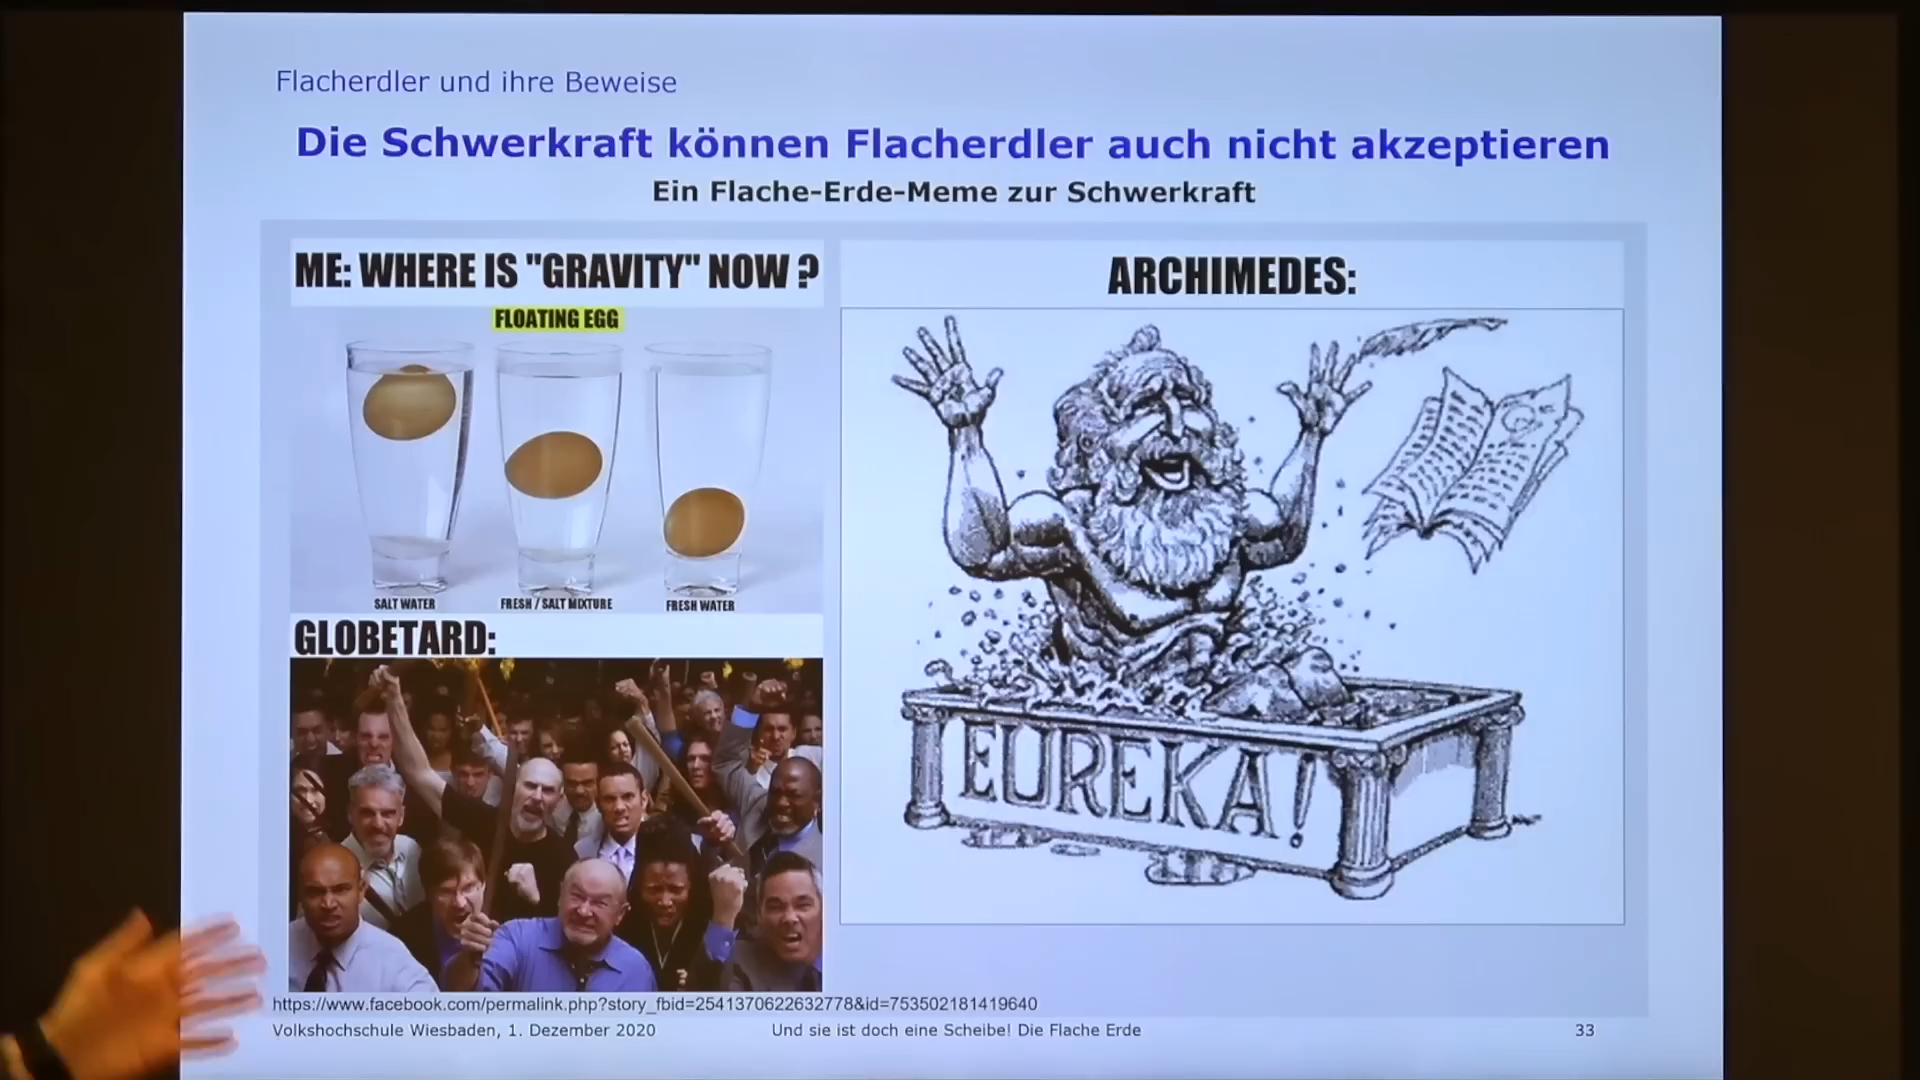 Flacherdler und ihre Beweise
Die Schwerkraft können Flacherdler auch nicht akzeptieren
Ein Flache-Erde-Meme zur Schwerkraft
ME: WHERE IS "GRAVITY" NOW ?
FLOATING EGG
SALT WATER
FRESH / SALT MIXTURE
FRESH WATER
GLOBETARD:
ARCHIMEDES:
EUREKA!
https://www.facebook.com/permalink.php?story_fbid=2541370622632778&id=753502181419640
Volkshochschule Wiesbaden, 1. Dezember 2020
Und sie ist doch eine Scheibe! Die Flache Erde
33